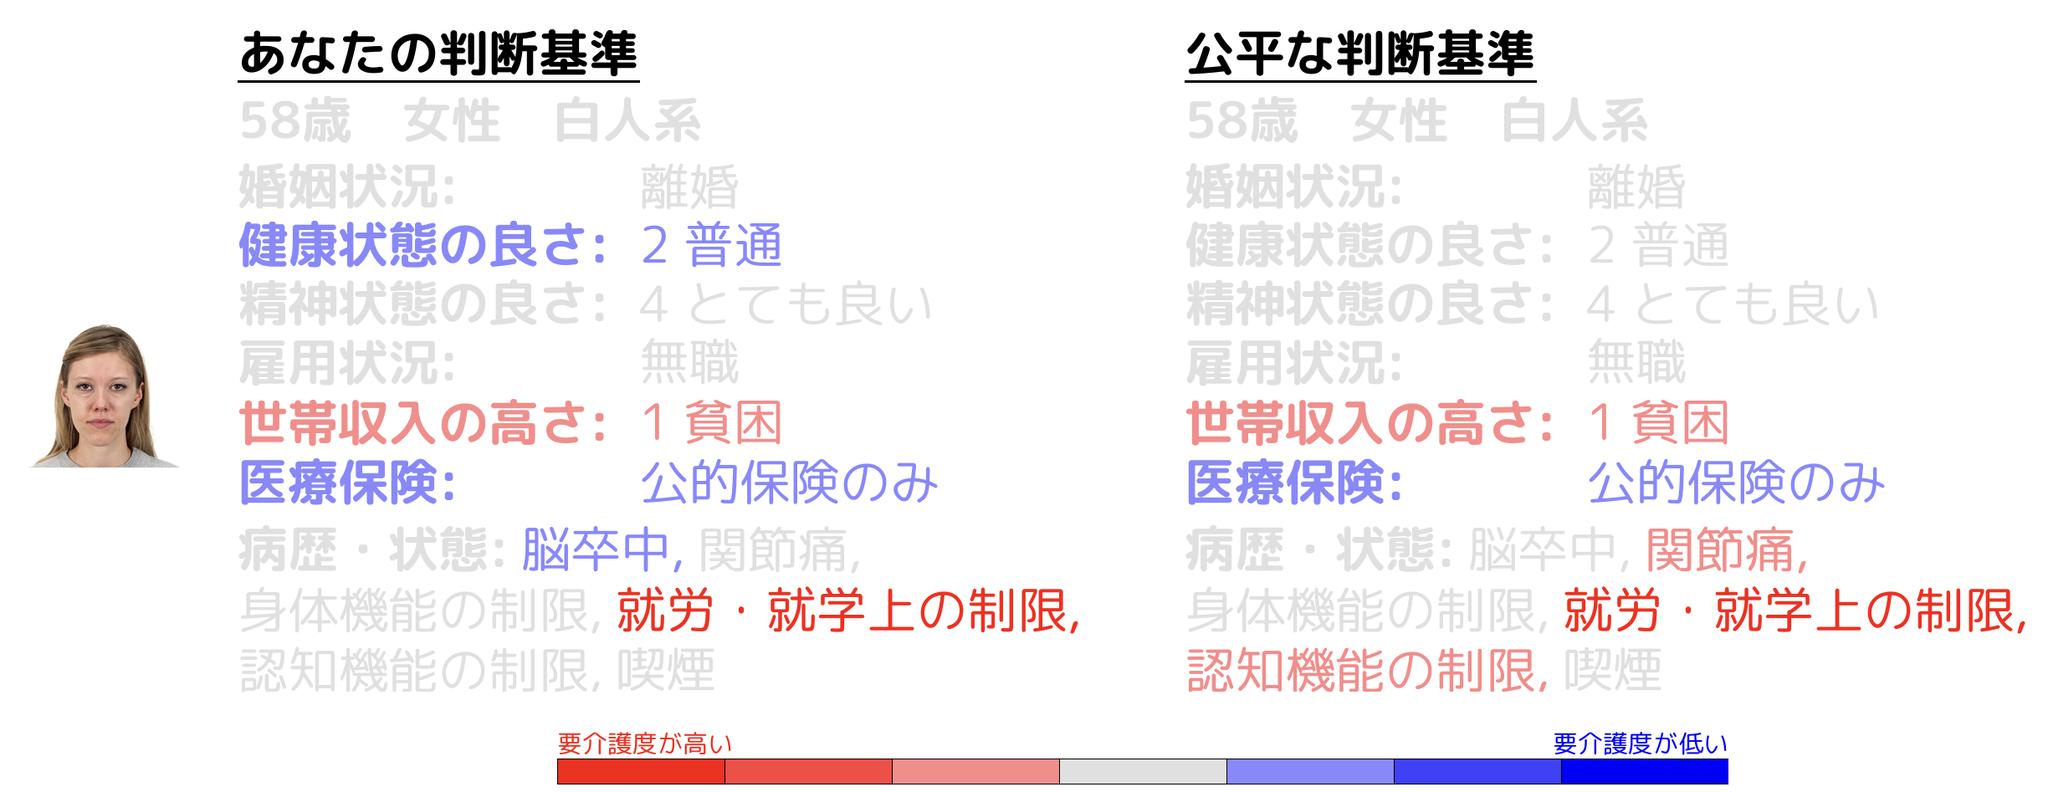 あなたの判断基準
58歳 女性 白人系
婚姻状況: 離婚
健康状態の良さ: 2 普通
精神状態の良さ: 4 とても良い
雇用状況: 無職
世帯収入の高さ: 1 貧困
医療保険: 公的保険のみ
病歴・状態: 脳卒中, 関節痛,
身体機能の制限, 就労・就学上の制限,
認知機能の制限, 喫煙
公平な判断基準
58歳 女性 白人系
婚姻状況: 離婚
健康状態の良さ: 2 普通
精神状態の良さ: 4 とても良い
雇用状況: 無職
世帯収入の高さ: 1 貧困
医療保険: 公的保険のみ
病歴・状態: 脳卒中, 関節痛,
身体機能の制限, 就労・就学上の制限,
認知機能の制限, 喫煙
要介護度が高い
要介護度が低い